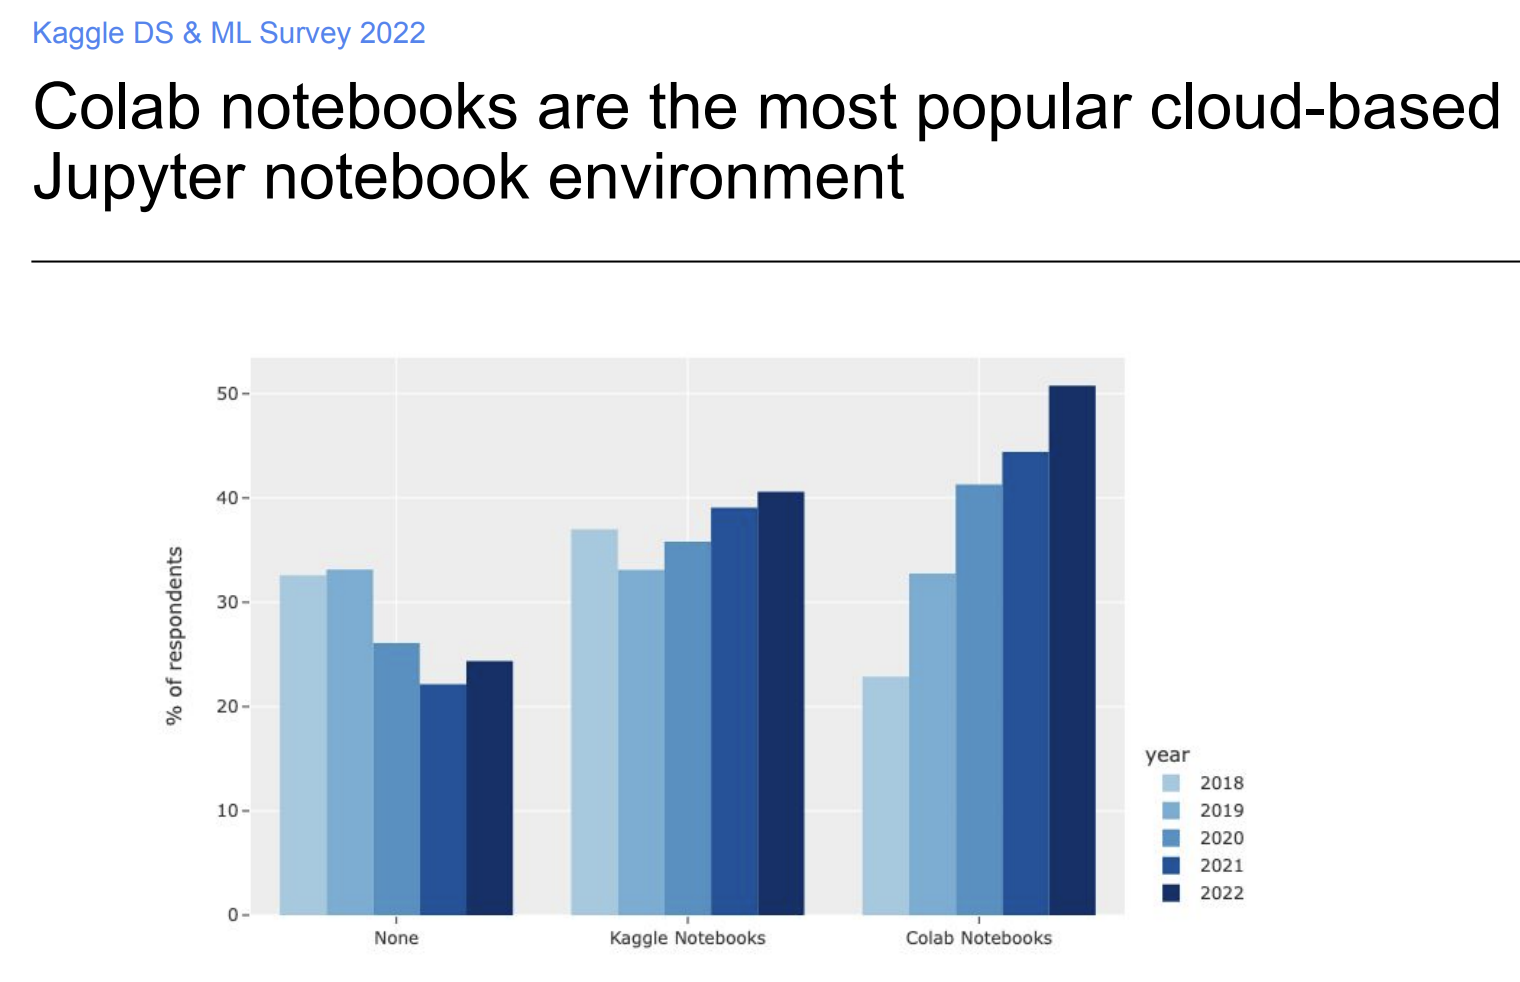 Kaggle DS & ML Survey 2022
Colab notebooks are the most popular cloud-based
Jupyter notebook environment
50
40
30
20
10
0
% of respondents
None
Kaggle Notebooks
Colab Notebooks
year
2018
2019
2020
2021
2022